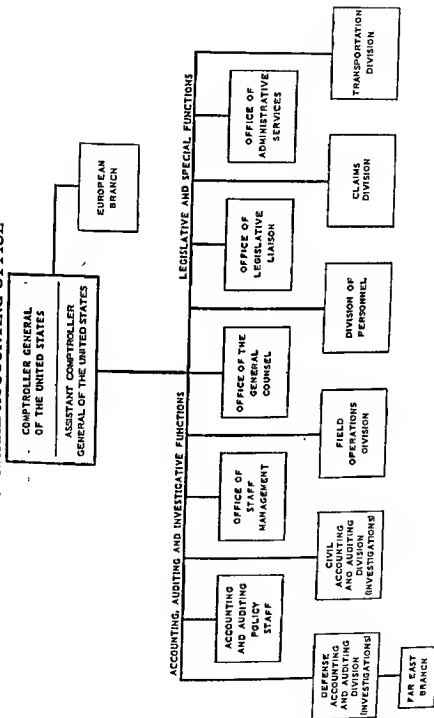 ACCOUNTING OFFICE
COMPTROLLER GENERAL
OF THE UNITED STATES
ASSISTANT COMPTROLLER
GENERAL OF THE UNITED STATES
EUROPEAN
BRANCH
ACCOUNTING, AUDITING AND INVESTIGATIVE FUNCTIONS
LEGISLATIVE AND SPECIAL FUNCTIONS
ACCOUNTING
AND AUDITING
POLICY
STAFF
OFFICE OF
STAFF
MANAGEMENT
OFFICE OF THE
GENERAL
COUNSEL
OFFICE OF
LEGISLATIVE
LIAISON
OFFICE OF
ADMINISTRATIVE
SERVICES
DEFENSE
ACCOUNTING
AND AUDITING
DIVISION
(INVESTIGATIONS)
CIVIL
ACCOUNTING
AND AUDITING
DIVISION
(INVESTIGATIONS)
FIELD
OPERATIONS
DIVISION
DIVISION OF
PERSONNEL
CLAIMS
DIVISION
TRANSPORTATION
DIVISION
FAR EAST
BRANCH